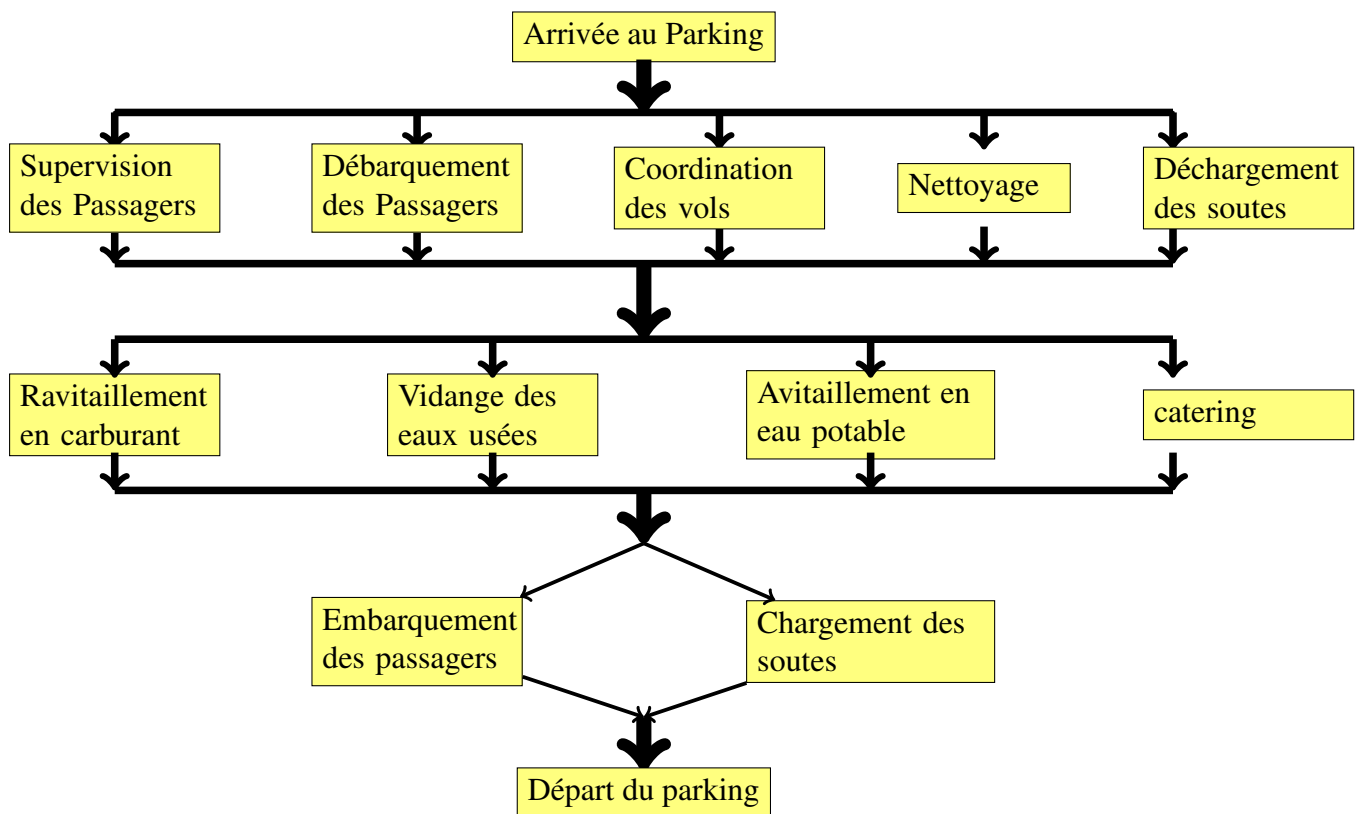 Arrivée au Parking
Supervision
des Passagers
Débarquement
des Passagers
Coordination
des vols
Nettoyage
Déchargement
des soutes
Ravitaillement
en carburant
Vidange des
eaux usées
Avitaillement en
eau potable
catering
Embarquement
des passagers
Chargement des
soutes
Départ du parking